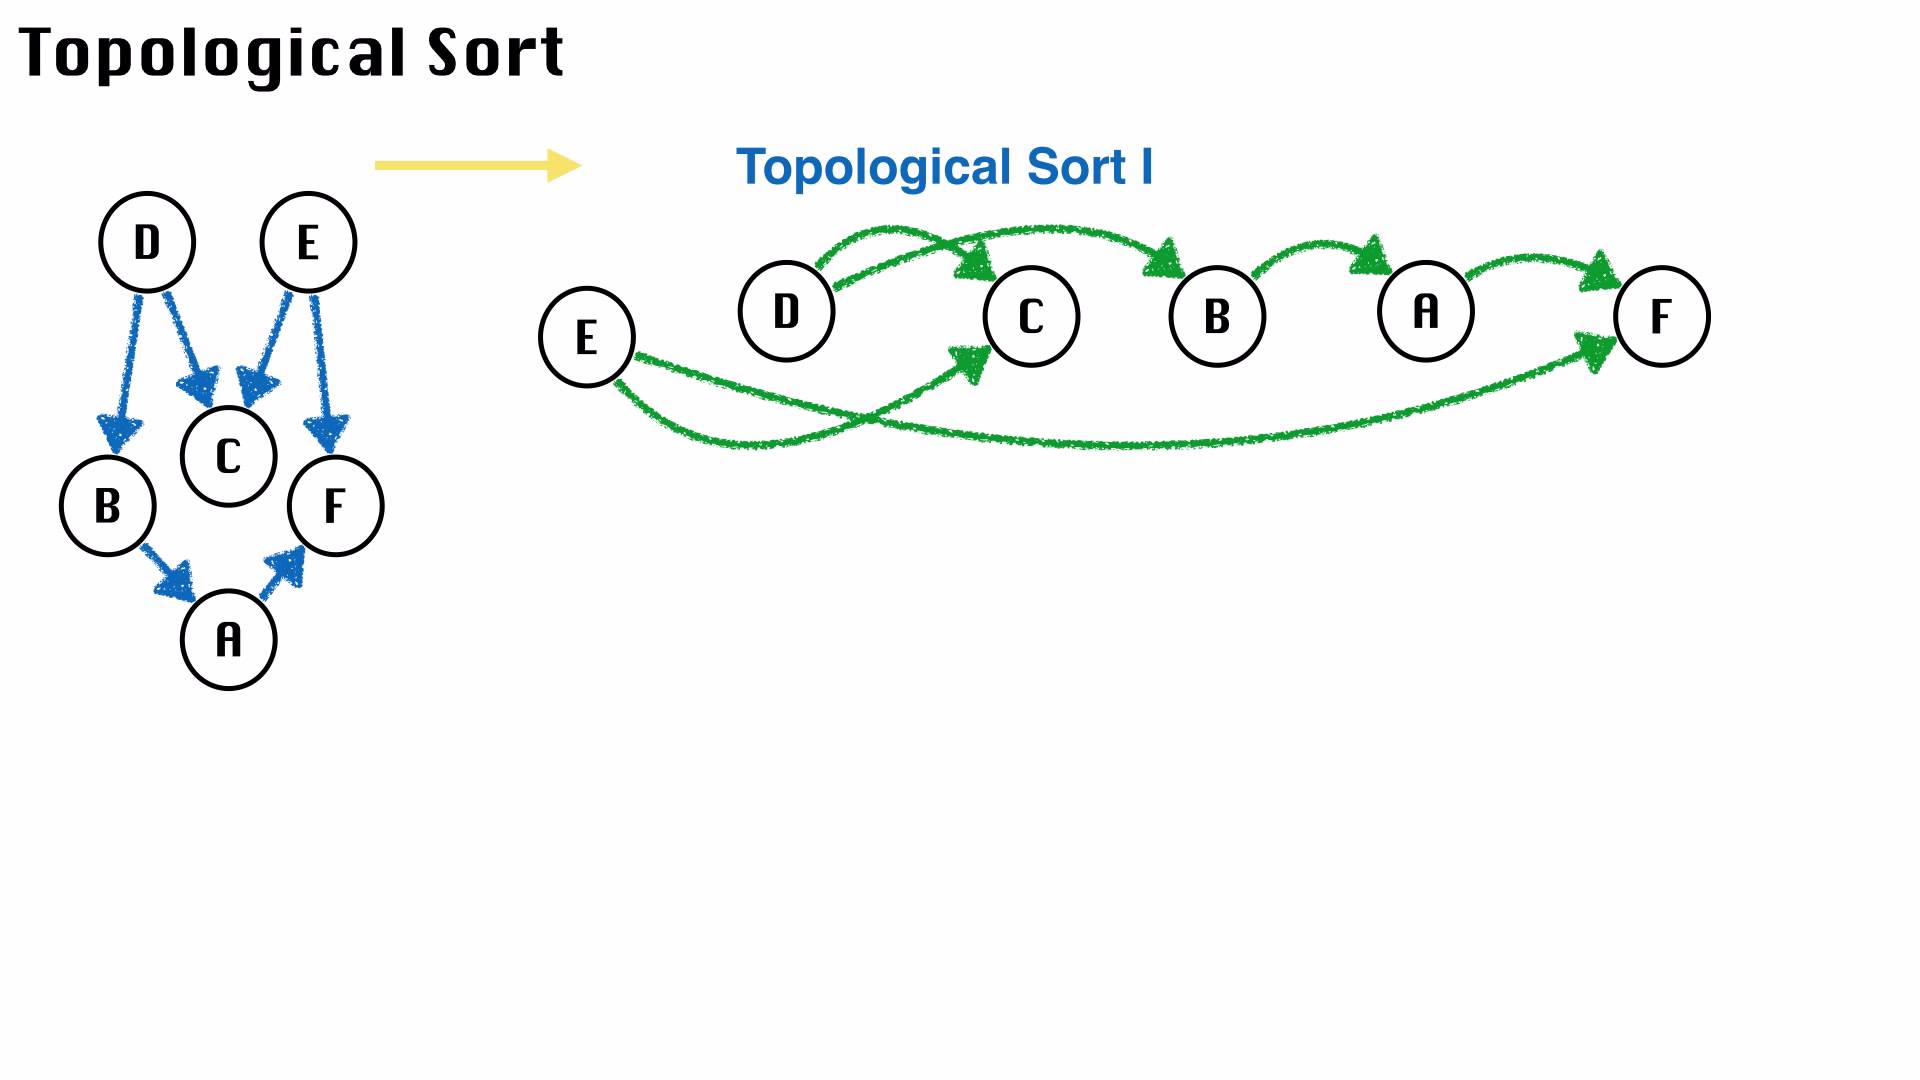 Topological Sort
Topological Sort I
D E
E D C B A F
C
B F
A